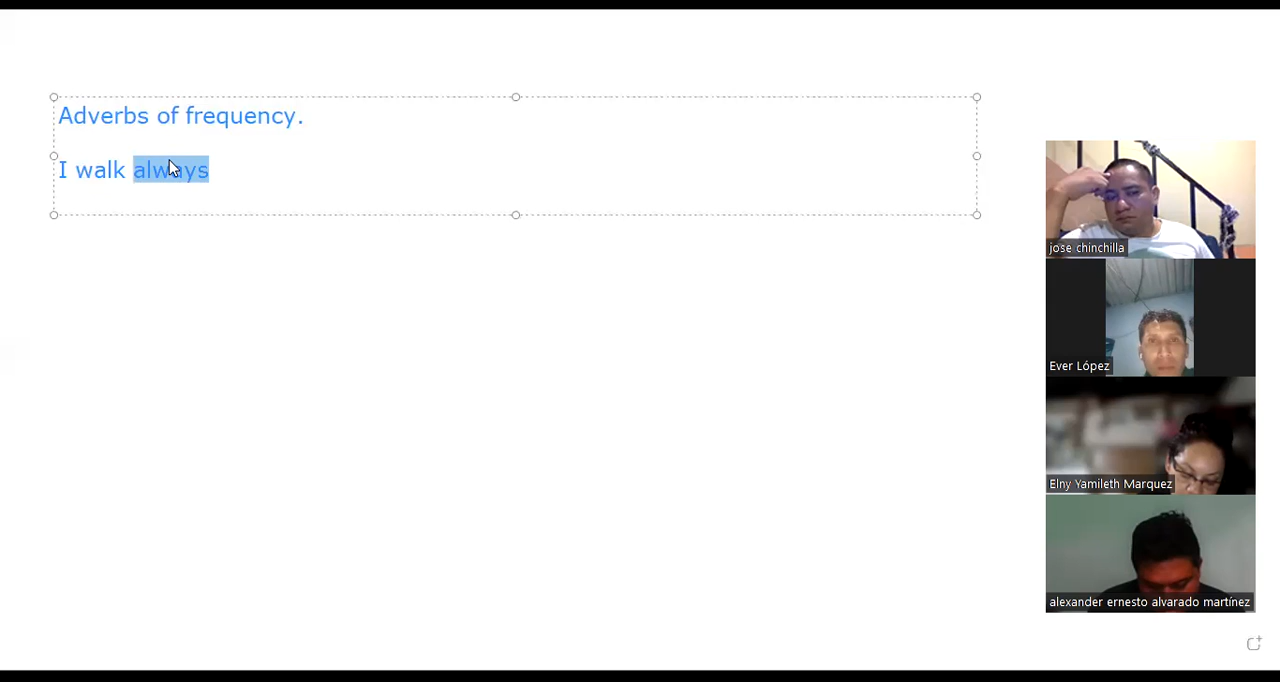 Adverbs of frequency.
I walk always
jose chinchilla
Ever López
Elny Yamileth Marquez
alexander ernesto alvarado martínez